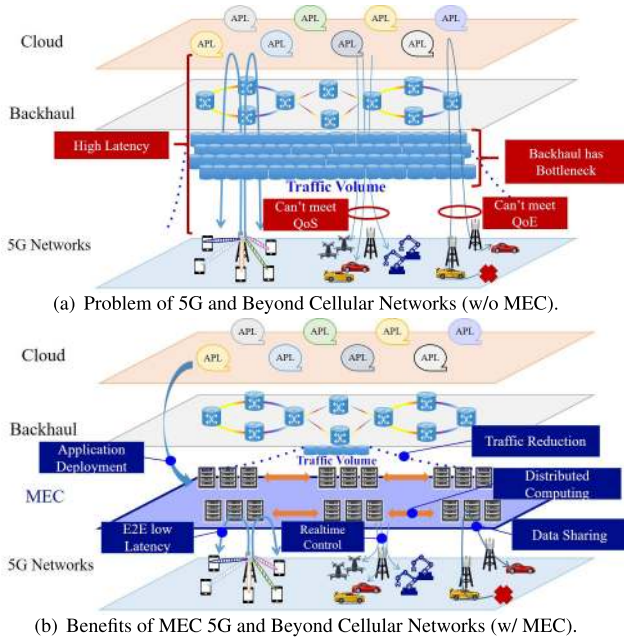 APL APL APL APL APL
Cloud
APL APL APL APL
Backhaul
High Latency
Backhaul has
Bottleneck
Traffic Volume
Can't meet
QoS
Can't meet
QoE
5G Networks
(a) Problem of 5G and Beyond Cellular Networks (w/o MEC).
APL APL APL APL APL
Cloud
APL APL APL APL
Backhaul
Application
Deployment
Traffic Reduction
Traffic Volume
MEC
Distributed
Computing
E2E low
Latency
Realtime
Control
Data Sharing
5G Networks
(b) Benefits of MEC 5G and Beyond Cellular Networks (w/ MEC).